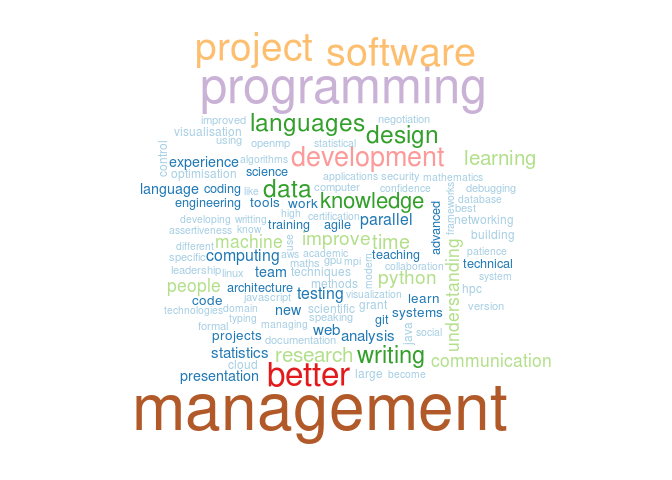 project software
programming
improved languages negotiation
visualisation design
using openmp statistical
control experience algorithms development learning
optimisation science
applications security mathematics
language coding like data computer confidence debugging
engineering tools work knowledge frameworks database
high certification advanced best
developing writting training agile parallel networking
assertiveness know building
different machine use improve time
specific computing aws academic teaching understanding patience
maths gpu mpi modern collaboration technical
leadership linux team techniques python system
people architecture methods hpc
code javascript testing visualization learn
technologies domain new scientific grant systems version
typing speaking git
formal managing web analysis java social
projects documentation
statistics research writing communication
cloud better
presentation large become
management